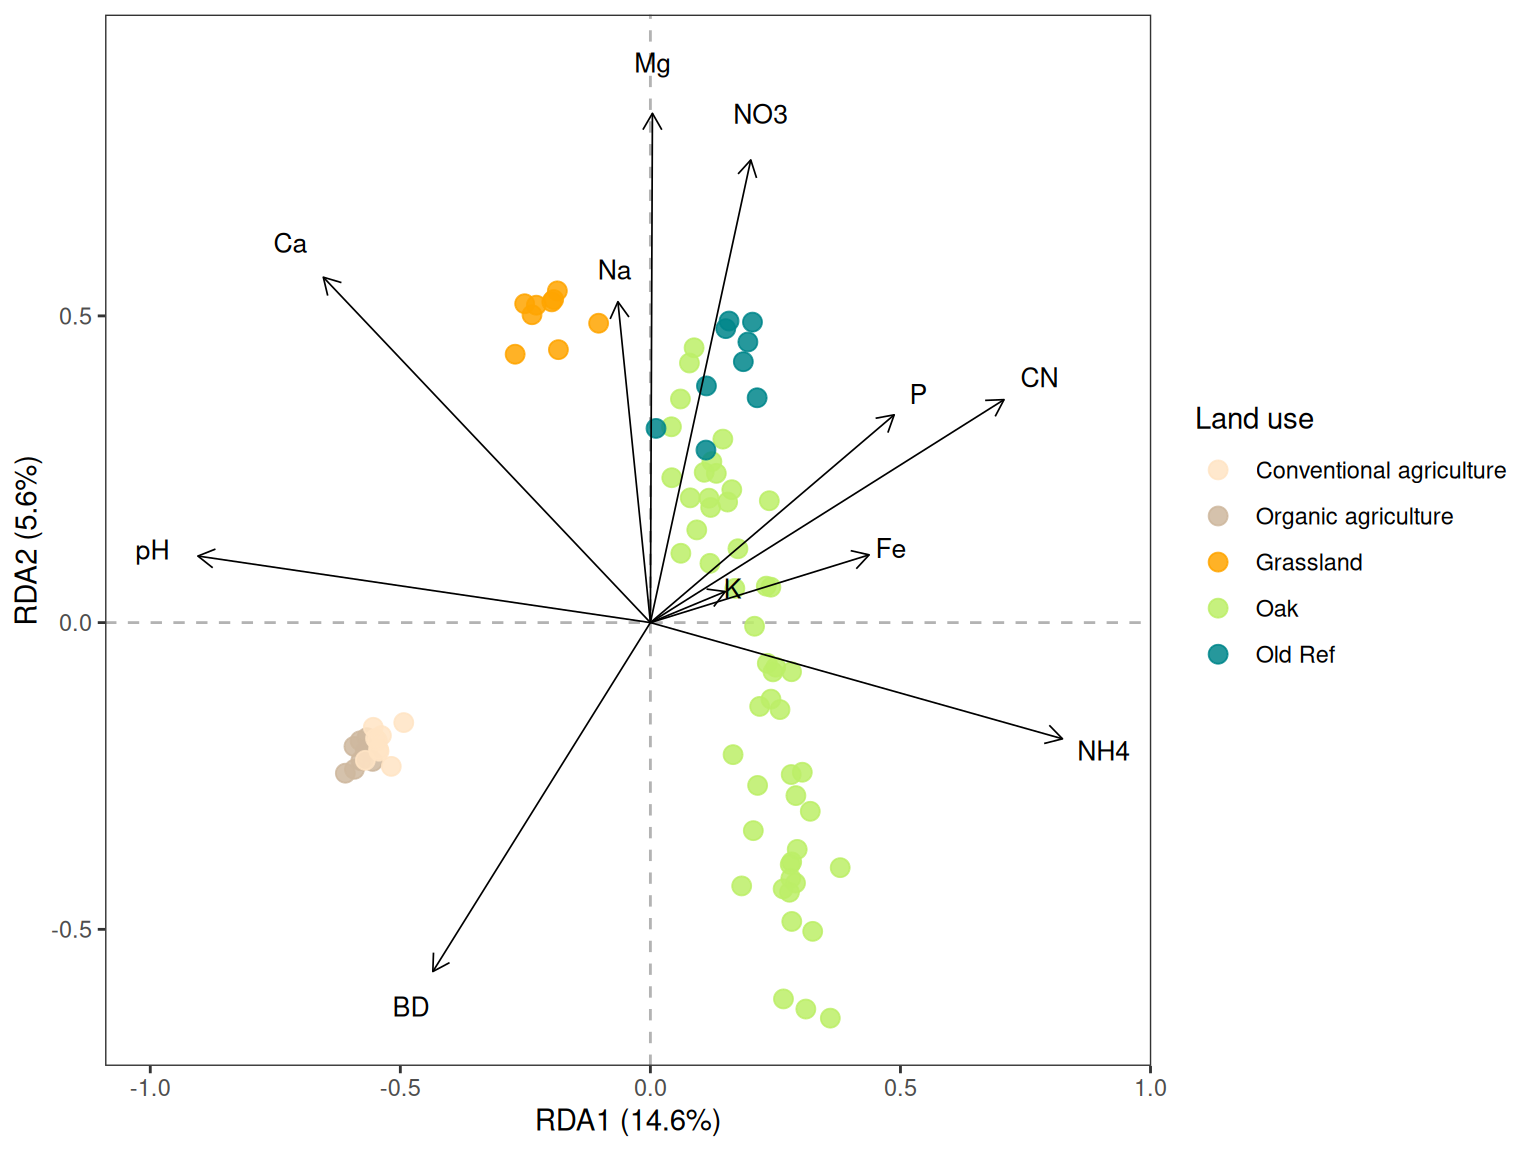 Mg
NO3
Ca
Na
P
CN
pH
Fe
K
NH4
BD
0.5
0.0
-0.5
RDA2 (5.6%)
-1.0
-0.5
0.0
0.5
1.0
RDA1 (14.6%)
Land use
Conventional agriculture
Organic agriculture
Grassland
Oak
Old Ref